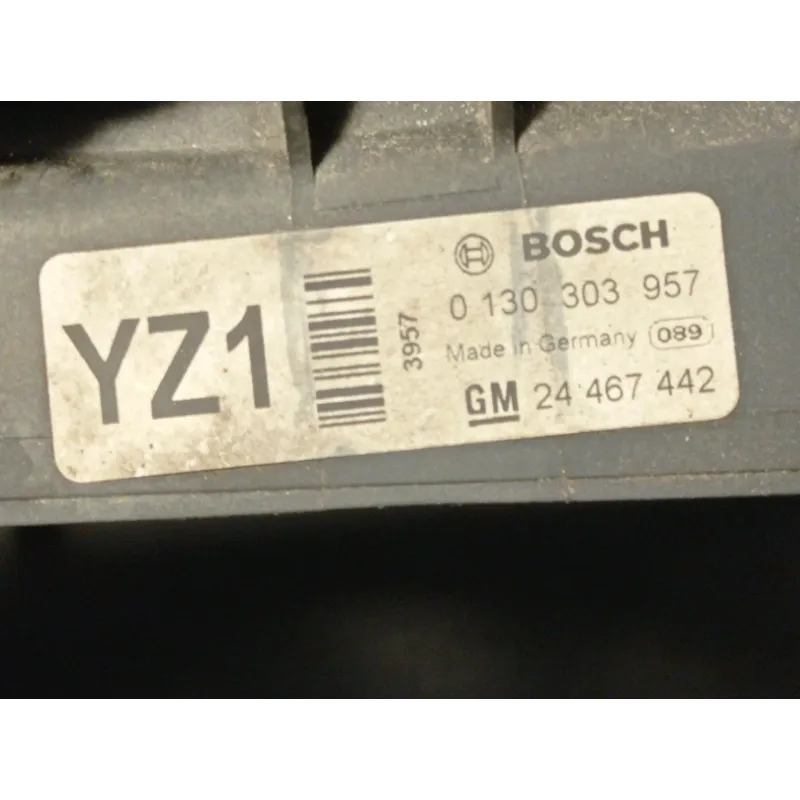 YZ1
3957
BOSCH
0 130 303 957
Made in Germany 089
GM 24 467 442